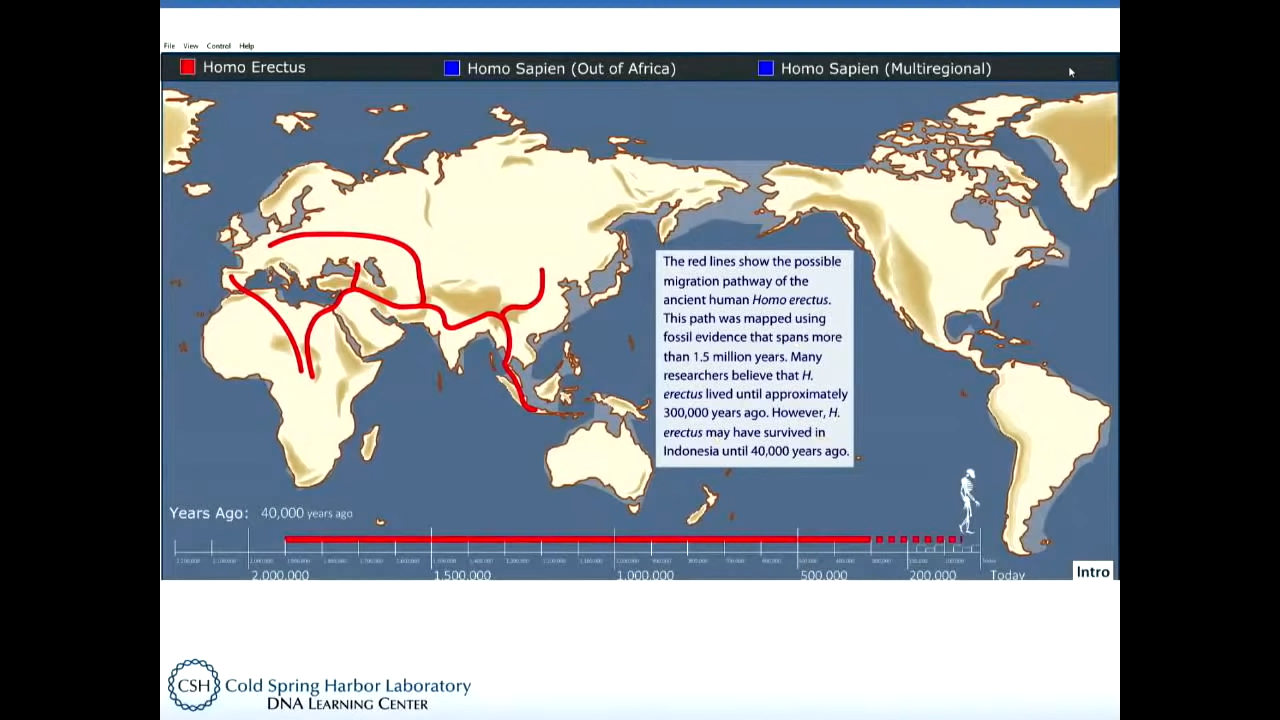 File View Control Help
Homo Erectus Homo Sapien (Out of Africa) Homo Sapien (Multiregional)
The red lines show the possible
migration pathway of the
ancient human Homo erectus.
This path was mapped using
fossil evidence that spans more
than 1.5 million years. Many
researchers believe that H.
erectus lived until approximately
300,000 years ago. However, H.
erectus may have survived in
Indonesia until 40,000 years ago.
Years Ago: 40,000 years ago
2,000,000 1,500,000 1,000,000 500,000 200,000 Today
Intro
CSH Cold Spring Harbor Laboratory
DNA LEARNING CENTER